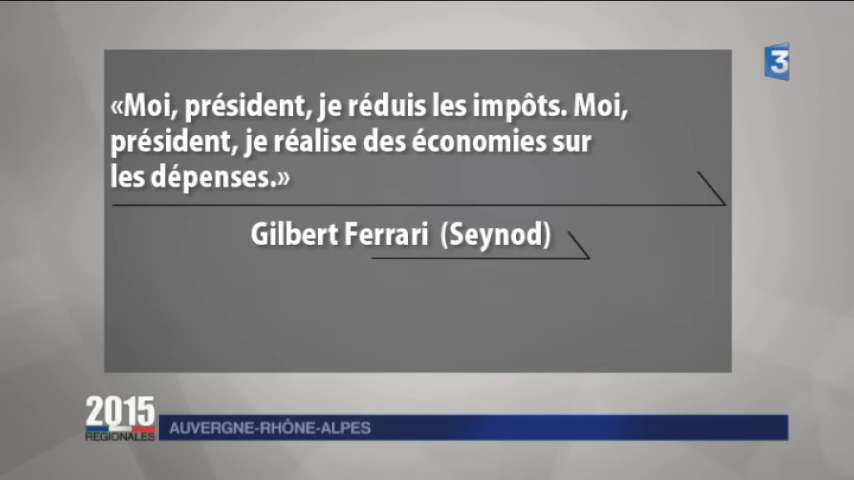 3
«Moi, président, je réduis les impôts. Moi,
président, je réalise des économies sur
les dépenses.»
Gilbert Ferrari (Seynod)
2015
REGIONALES
AUVERGNE-RHÔNE-ALPES